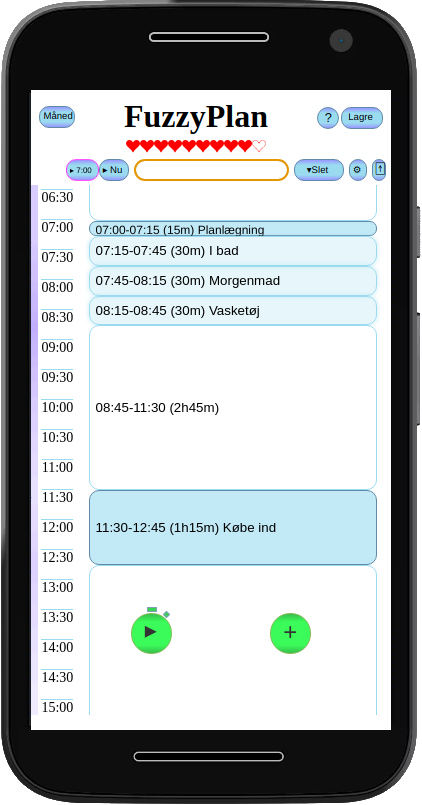 Måned
FuzzyPlan
?
Lagre
▸ 7:00
▸ Nu
▾Slet
06:30
07:00
07:00-07:15 (15m) Planlægning
07:15-07:45 (30m) I bad
07:30
07:45-08:15 (30m) Morgenmad
08:00
08:15-08:45 (30m) Vasketøj
08:30
09:00
09:30
10:00
08:45-11:30 (2h45m)
10:30
11:00
11:30
12:00
11:30-12:45 (1h15m) Købe ind
12:30
13:00
13:30
14:00
14:30
15:00